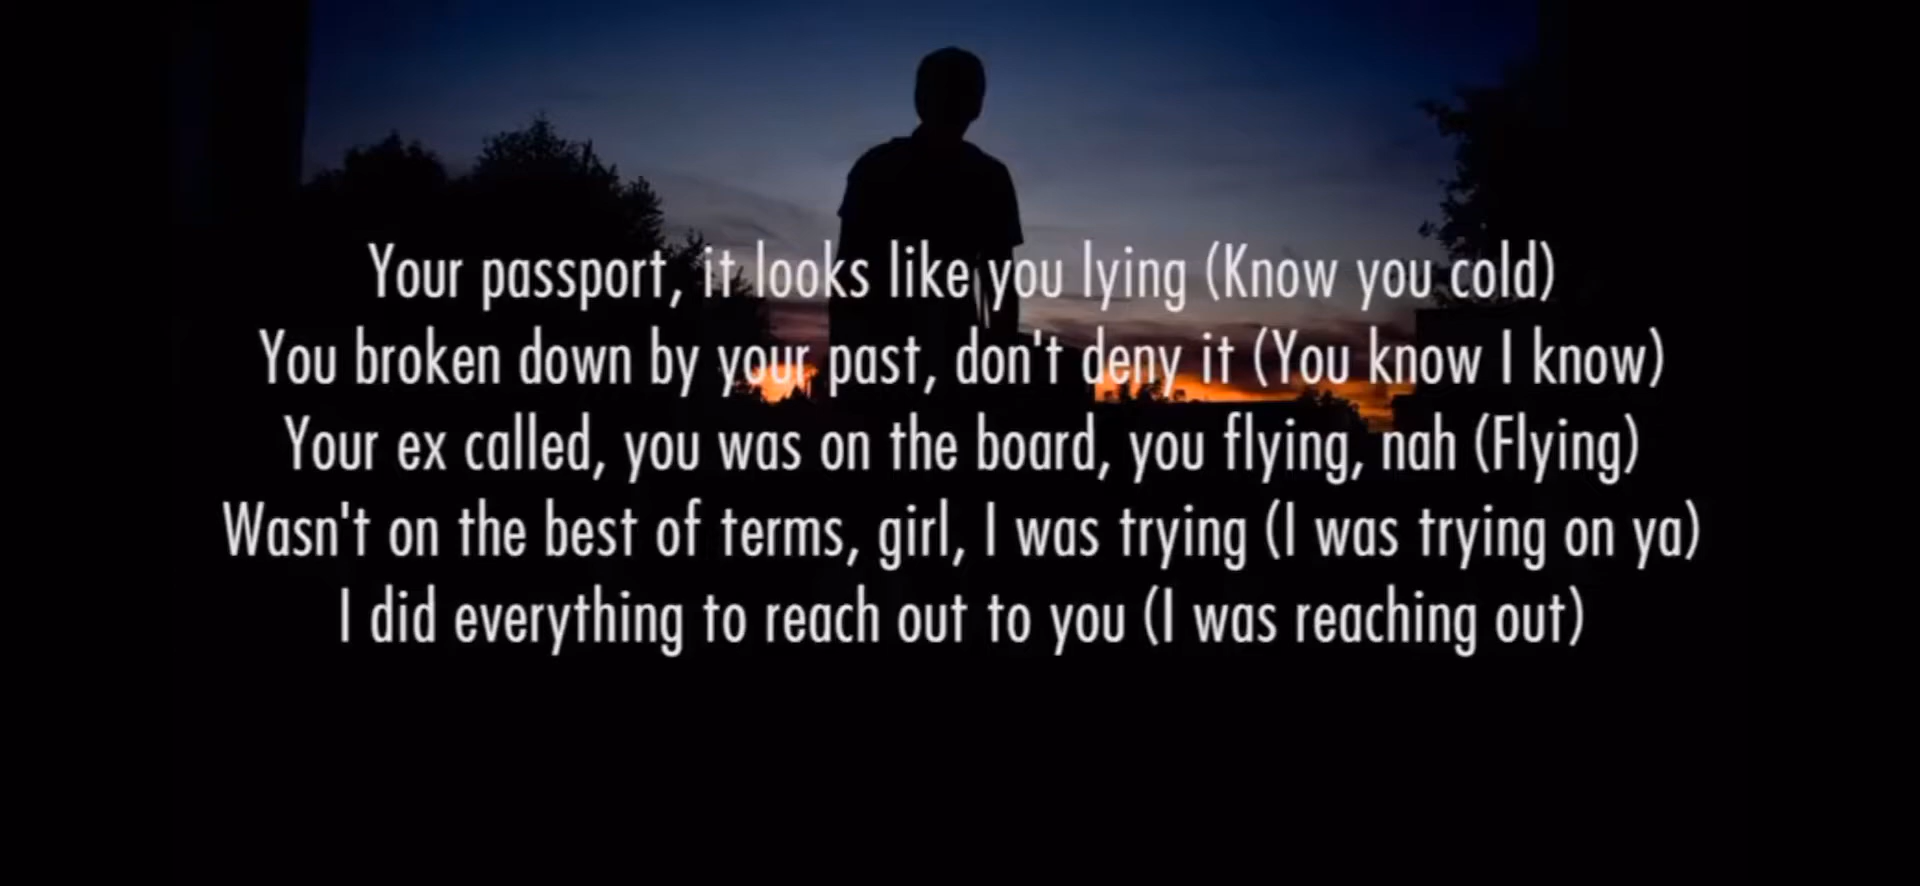 Your passport, it looks like you lying (Know you cold)
You broken down by your past, don't deny it (You know I know)
Your ex called, you was on the board, you flying, nah (Flying)
Wasn't on the best of terms, girl, I was trying (I was trying on ya)
I did everything to reach out to you (I was reaching out)